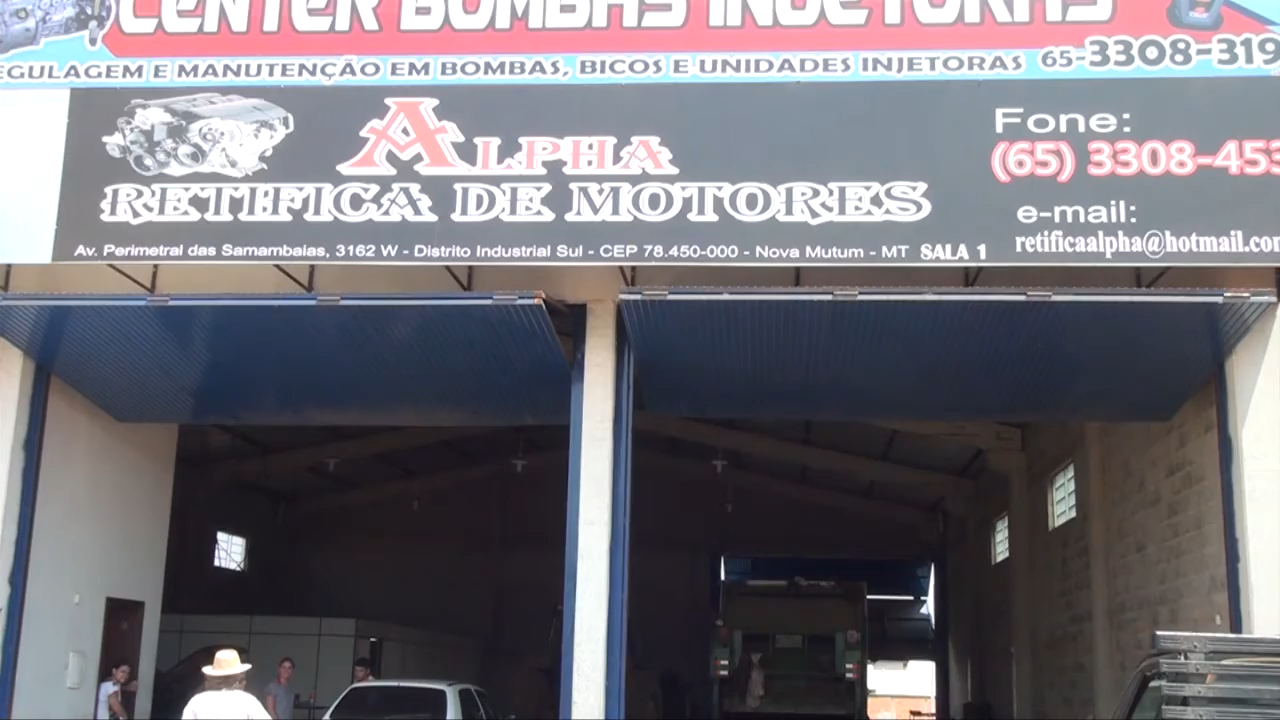 CENTER BOMBAS INJETORAS
REGULAGEM E MANUTENÇÃO EM BOMBAS, BICOS E UNIDADES INJETORAS 65-3308-319
ALPHA
RETIFICA DE MOTORES
Av. Perimetral das Samambaias, 3162 W - Distrito Industrial Sul - CEP 78.450-000 - Nova Mutum - MT SALA 1
Fone:
(65) 3308-453
e-mail:
retificaalpha@hotmail.com